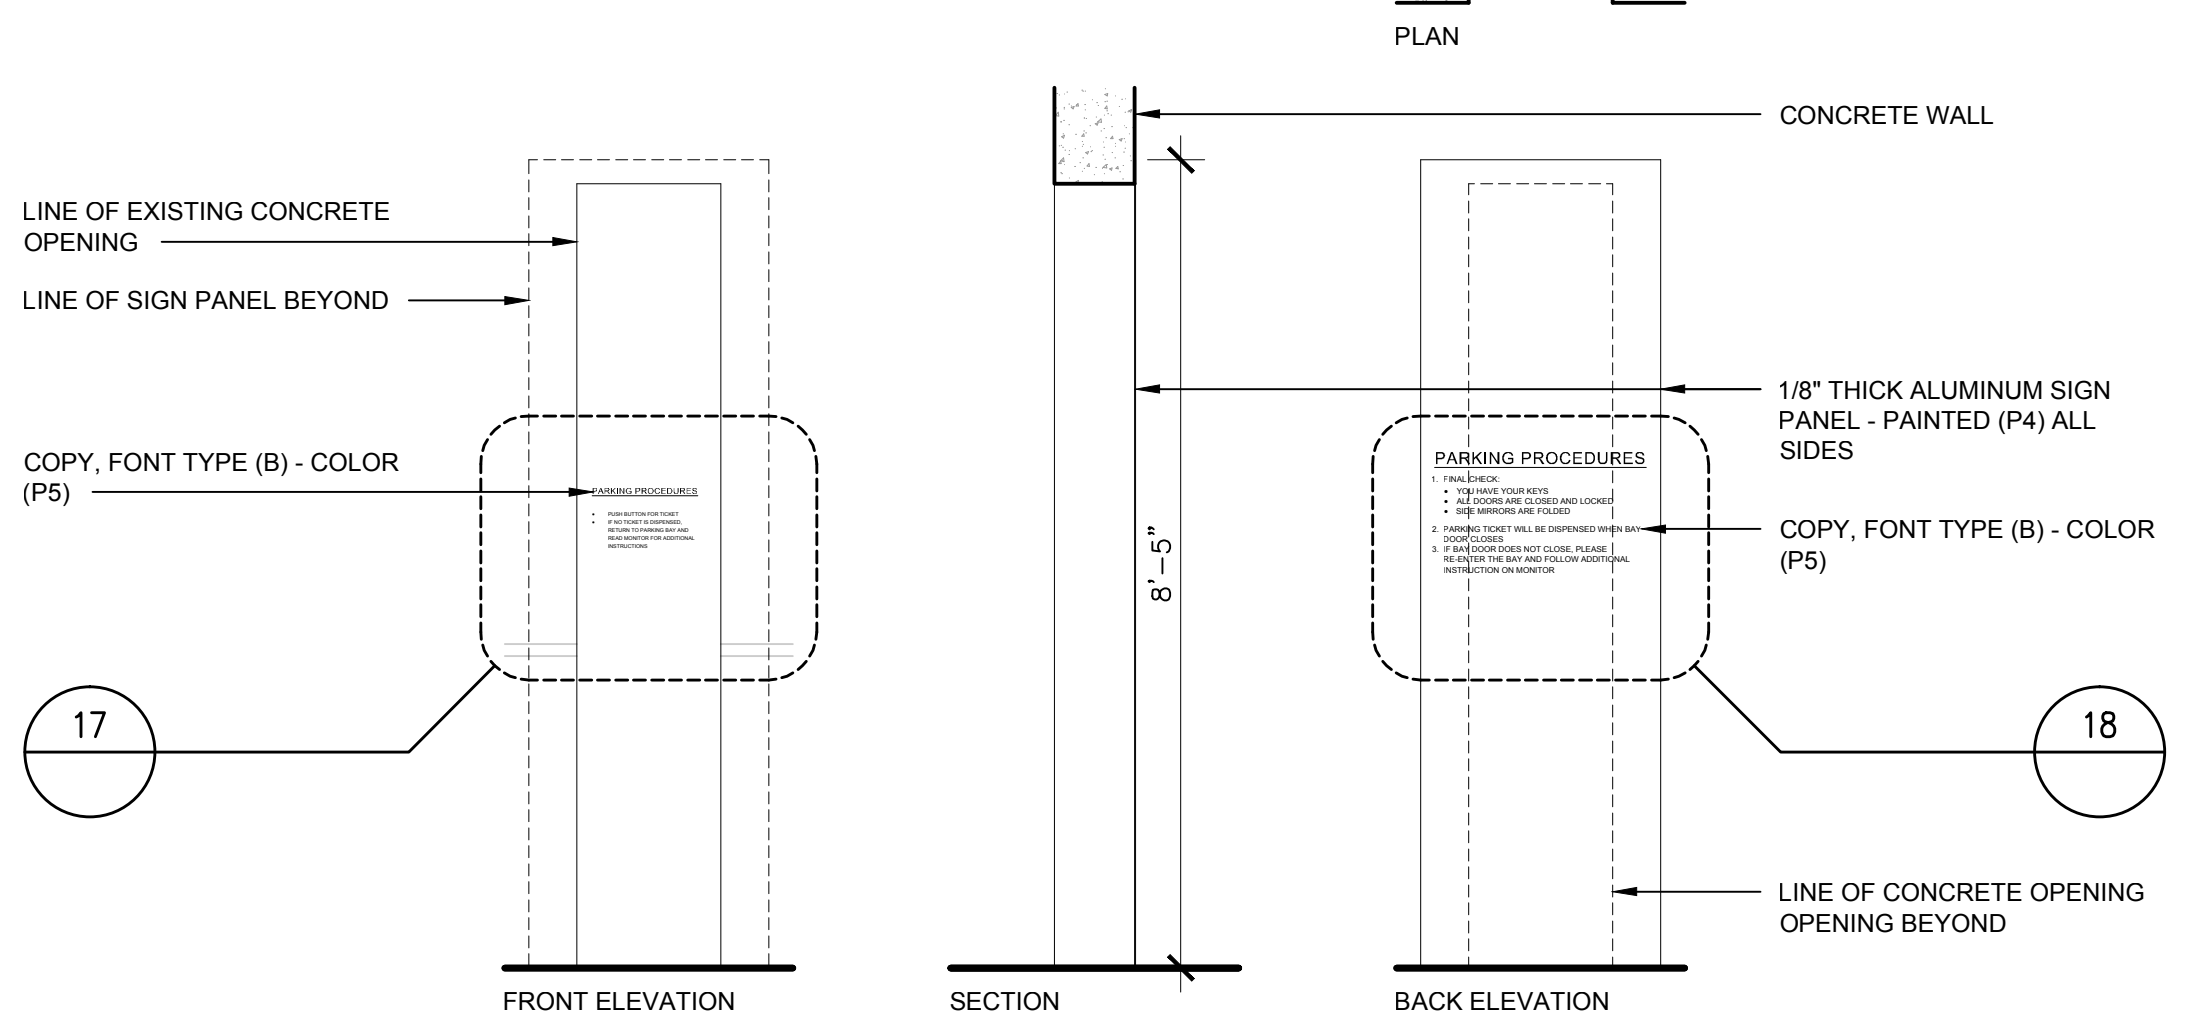 PLAN
CONCRETE WALL
LINE OF EXISTING CONCRETE
OPENING
LINE OF SIGN PANEL BEYOND
COPY, FONT TYPE (B) - COLOR
(P5)
PARKING PROCEDURES
• PUSH BUTTON FOR TICKET
• IF NO TICKET IS DISPENSED,
RETURN TO PARKING BAY AND
READ MONITOR FOR ADDITIONAL
INSTRUCTIONS
17
FRONT ELEVATION
8'-5"
SECTION
1/8" THICK ALUMINUM SIGN
PANEL - PAINTED (P4) ALL
SIDES
PARKING PROCEDURES
1. FINAL CHECK:
• YOU HAVE YOUR KEYS
• ALL DOORS ARE CLOSED AND LOCKED
• SIDE MIRRORS ARE FOLDED
2. PARKING TICKET WILL BE DISPENSED WHEN BAY
DOOR CLOSES
3. IF BAY DOOR DOES NOT CLOSE, PLEASE
RE-ENTER THE BAY AND FOLLOW ADDITIONAL
INSTRUCTION ON MONITOR
COPY, FONT TYPE (B) - COLOR
(P5)
18
LINE OF CONCRETE OPENING
OPENING BEYOND
BACK ELEVATION